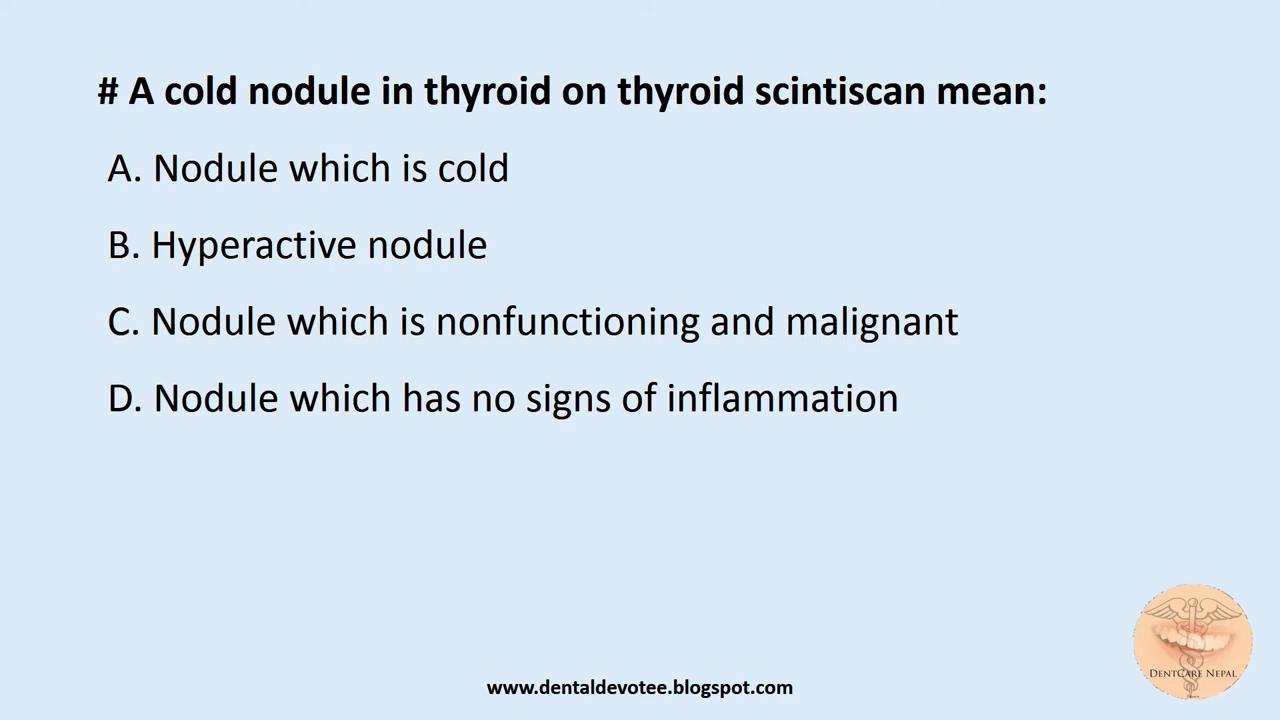 # A cold nodule in thyroid on thyroid scintiscan mean:
A. Nodule which is cold
B. Hyperactive nodule
C. Nodule which is nonfunctioning and malignant
D. Nodule which has no signs of inflammation
DENTCARE NEPAL
www.dentaldevotee.blogspot.com